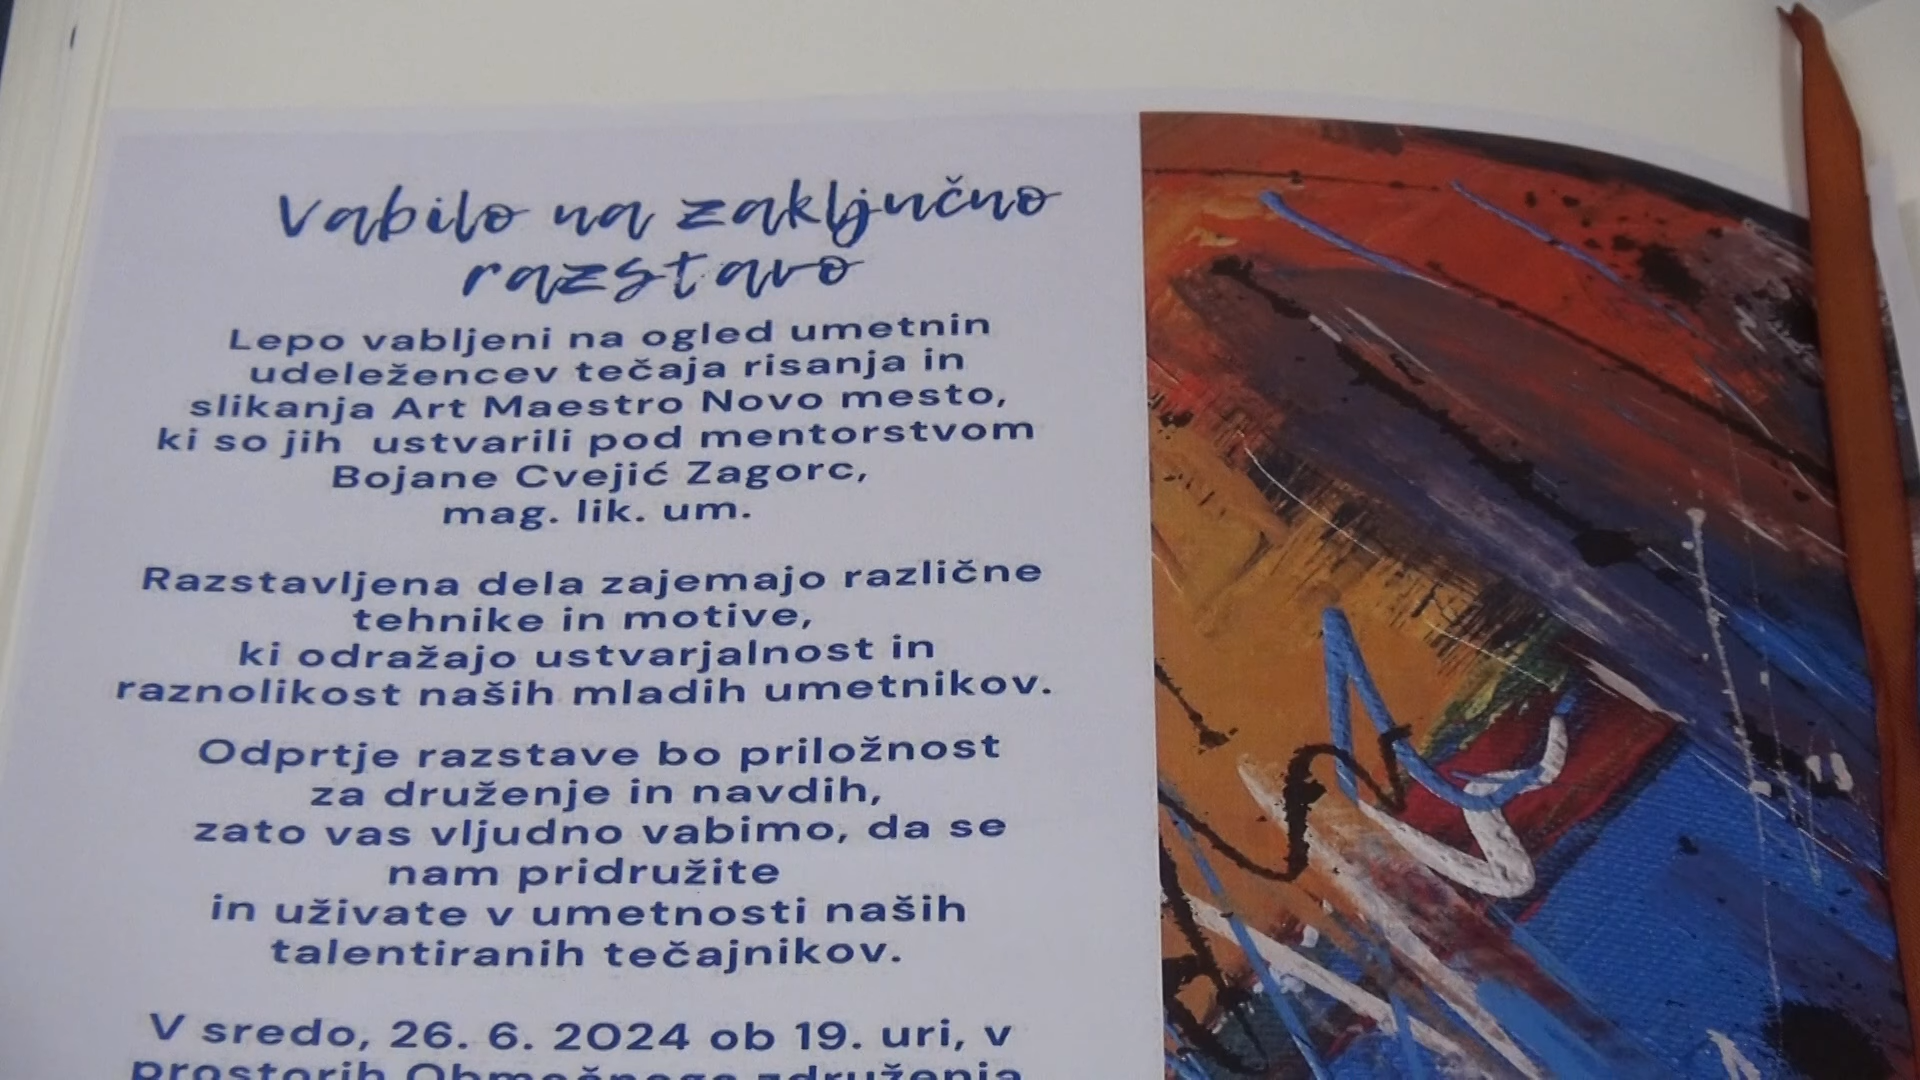 Vabilo na zaključno
razstavo
Lepo vabljeni na ogled umetnin
udeležencev tečaja risanja in
slikanja Art Maestro Novo mesto,
ki so jih ustvarili pod mentorstvom
Bojane Cvejić Zagorc,
mag. lik. um.
Razstavljena dela zajemajo različne
tehnike in motive,
ki odražajo ustvarjalnost in
raznolikost naših mladih umetnikov.
Odprtje razstave bo priložnost
za druženje in navdih,
zato vas vljudno vabimo, da se
nam pridružite
in uživate v umetnosti naših
talentiranih tečajnikov.
V sredo, 26. 6. 2024 ob 19. uri, v
prostorih Območnega združenja